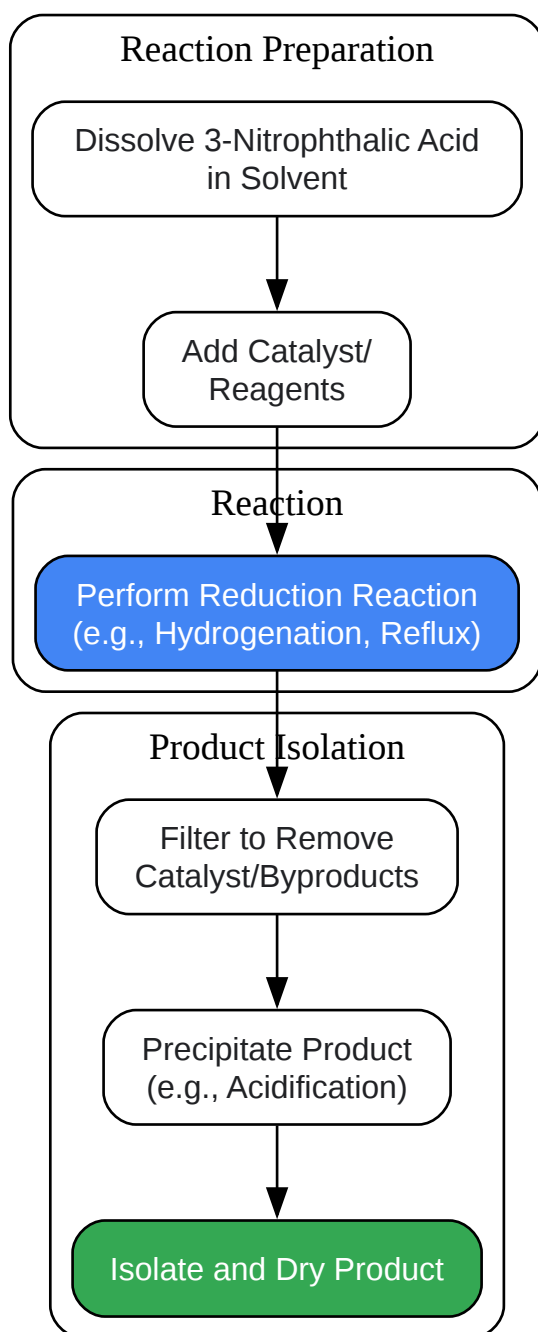 Reaction Preparation
Dissolve 3-Nitrophthalic Acid
in Solvent
Add Catalyst/
Reagents
Reaction
Perform Reduction Reaction
(e.g., Hydrogenation, Reflux)
Product Isolation
Filter to Remove
Catalyst/Byproducts
Precipitate Product
(e.g., Acidification)
Isolate and Dry Product